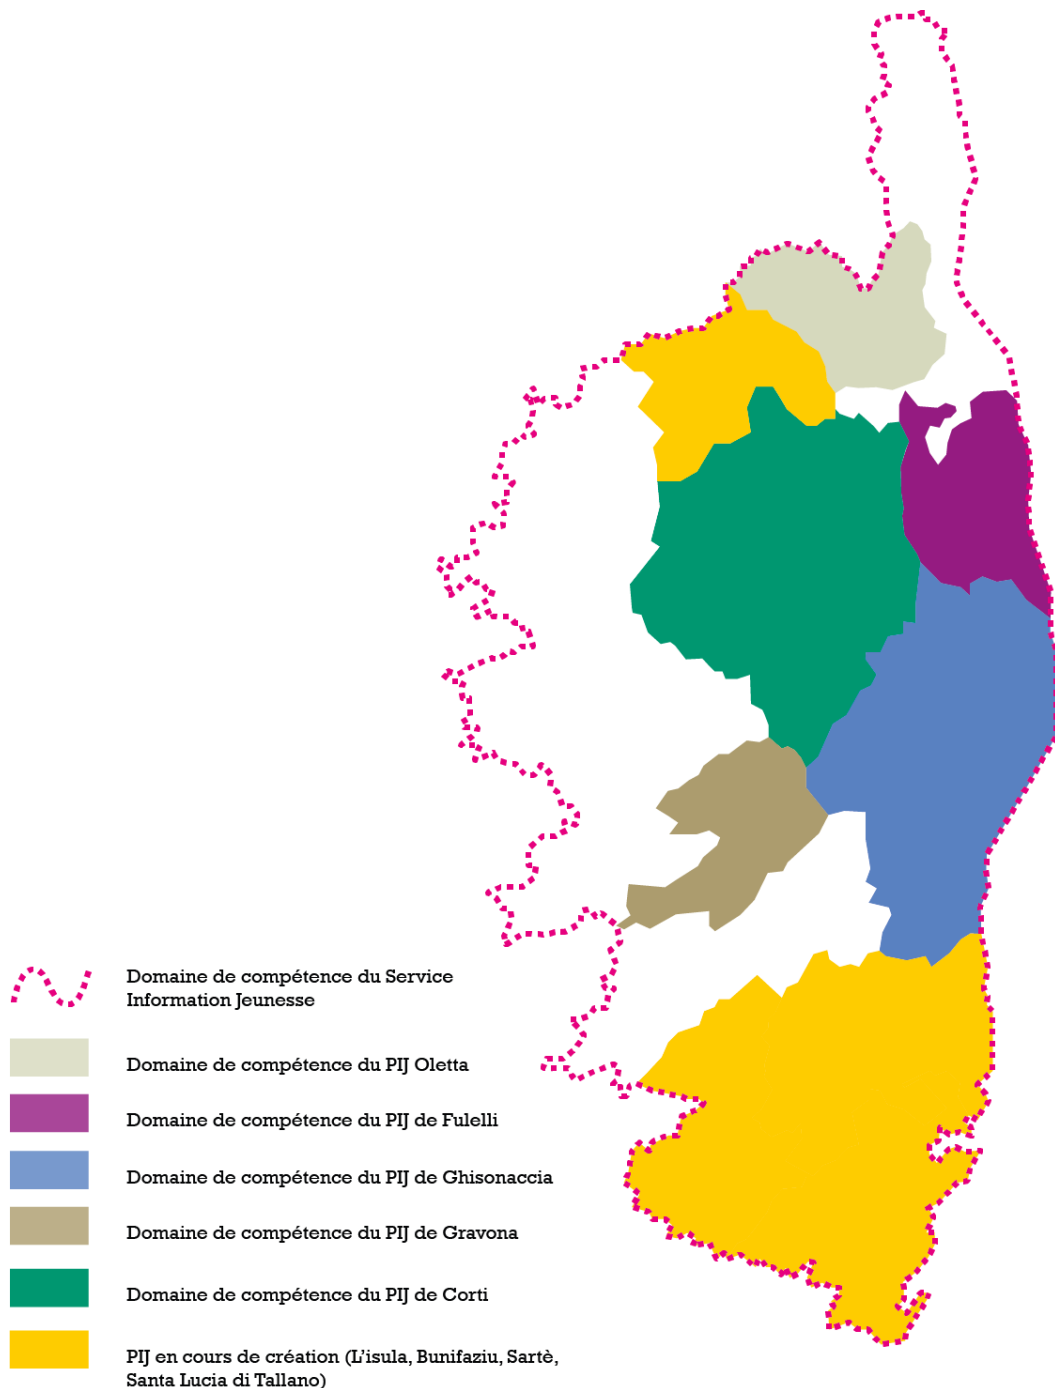 Domaine de compétence du Service
Information Jeunesse
Domaine de compétence du PIJ Oletta
Domaine de compétence du PIJ de Fulelli
Domaine de compétence du PIJ de Ghisonaccia
Domaine de compétence du PIJ de Gravona
Domaine de compétence du PIJ de Corti
PIJ en cours de création (L'isula, Bunifaziu, Sartè,
Santa Lucia di Tallano)